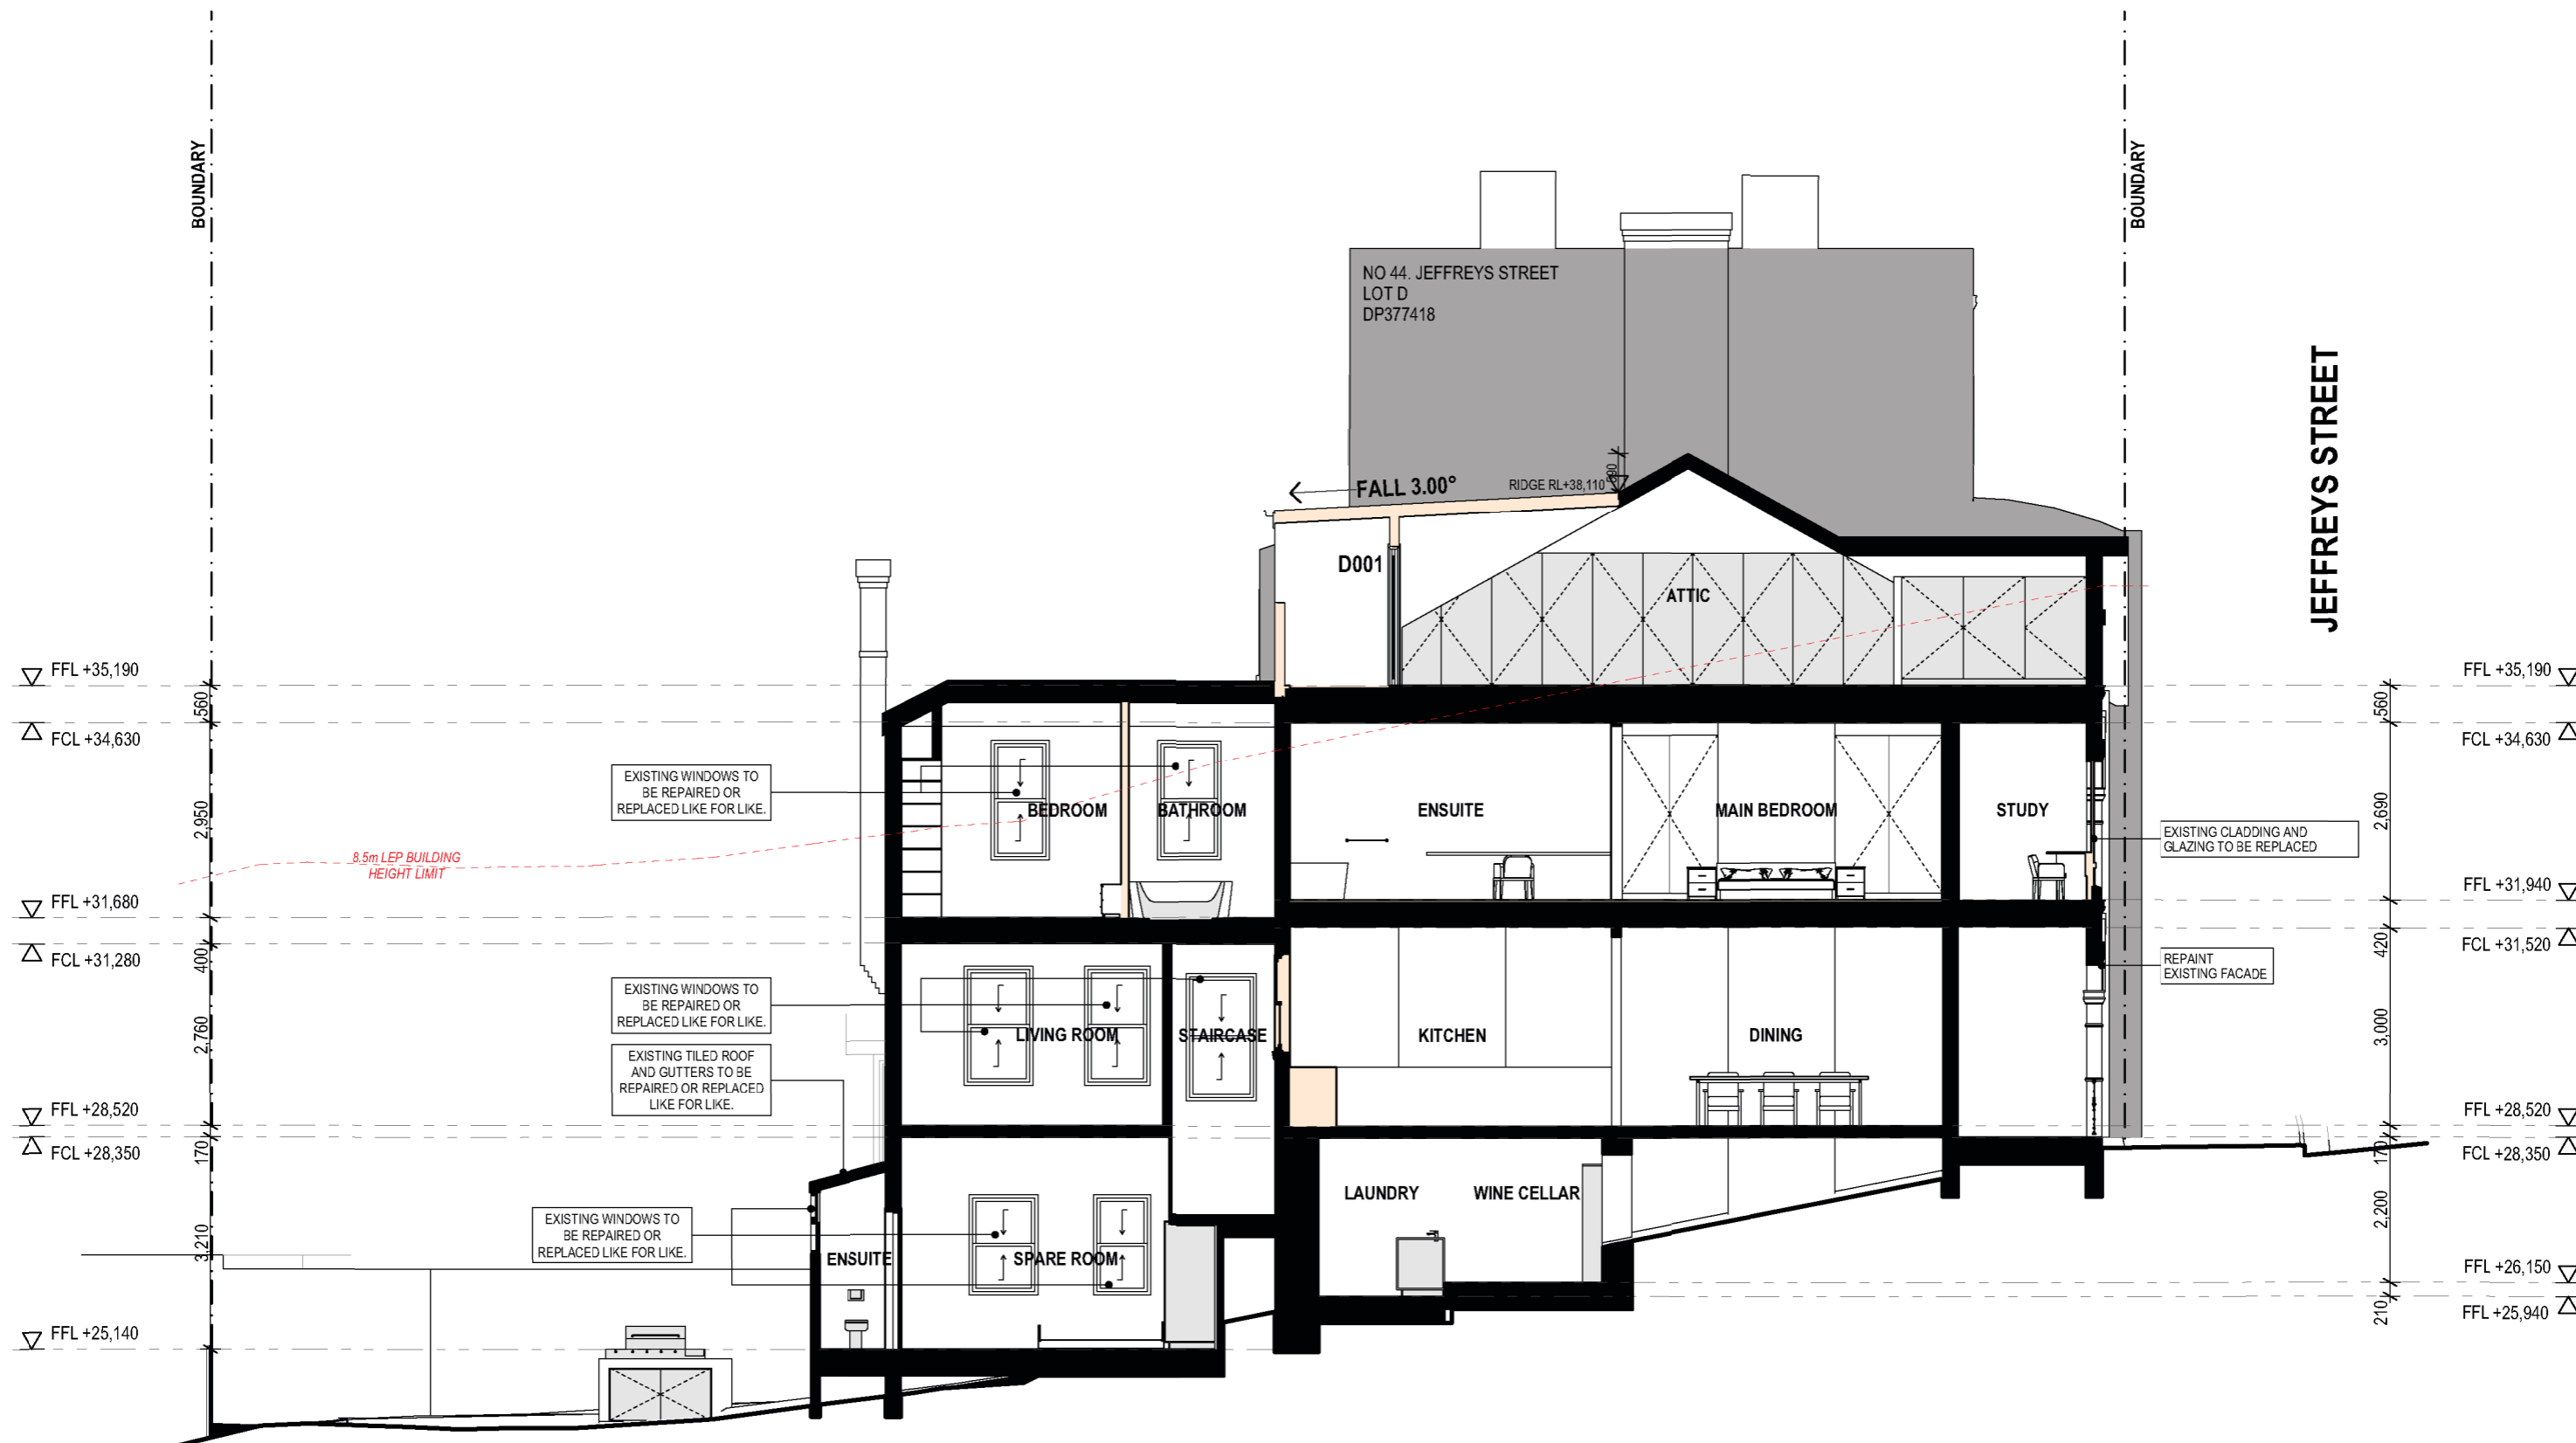 BOUNDARY
BOUNDARY
JEFFREYS STREET
NO 44. JEFFREYS STREET
LOT D
DP377418
FALL 3.00°
RIDGE RL+38,110
D001
ATTIC
FFL +35,190
560
FCL +34,630
2,950
FFL +31,680
400
FCL +31,280
2,760
FFL +28,520
170
FCL +28,350
3,210
FFL +25,140
8.5m LEP BUILDING
HEIGHT LIMIT
EXISTING WINDOWS TO
BE REPAIRED OR
REPLACED LIKE FOR LIKE.
BEDROOM
BATHROOM
ENSUITE
MAIN BEDROOM
STUDY
EXISTING WINDOWS TO
BE REPAIRED OR
REPLACED LIKE FOR LIKE.
LIVING ROOM
STAIRCASE
KITCHEN
DINING
EXISTING TILED ROOF
AND GUTTERS TO BE
REPAIRED OR REPLACED
LIKE FOR LIKE.
EXISTING WINDOWS TO
BE REPAIRED OR
REPLACED LIKE FOR LIKE.
ENSUITE
SPARE ROOM
LAUNDRY
WINE CELLAR
EXISTING CLADDING AND
GLAZING TO BE REPLACED
REPAINT
EXISTING FACADE
FFL +35,190
560
FCL +34,630
2,690
FFL +31,940
420
FCL +31,520
3,000
FFL +28,520
170
FCL +28,350
2,200
FFL +26,150
210
FFL +25,940